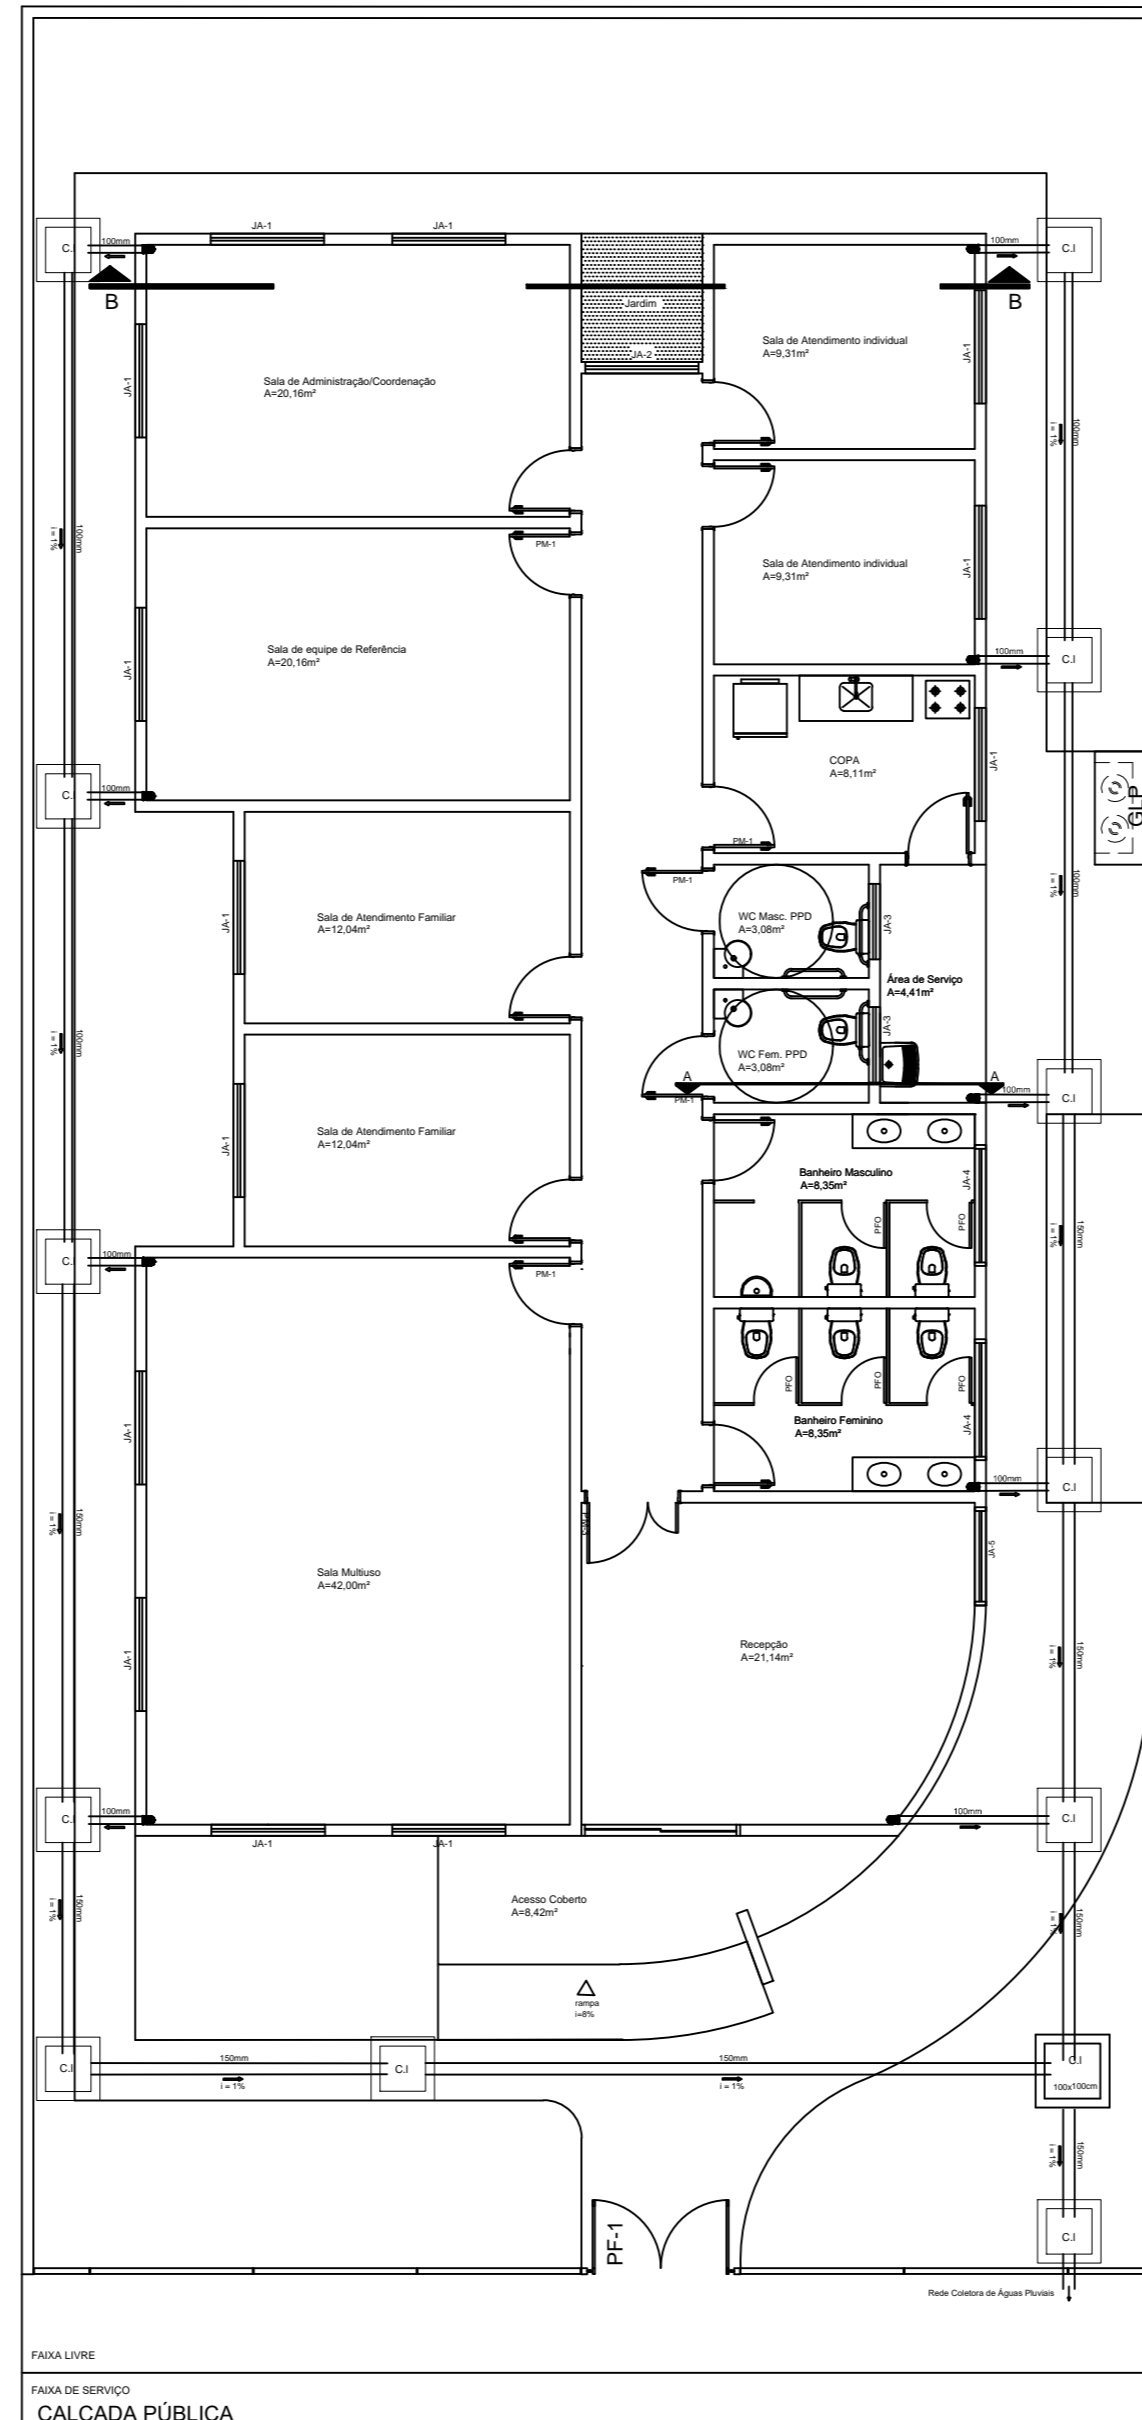 JA-1
JA-1
C.I
100mm
100mm
C.I
B
B
Jardim
JA-2
Sala de Atendimento individual
A=9,31m²
JA-1
JA-1
Sala de Administração/Coordenação
A=20,16m²
100mm
i = 1%
100mm
i = 1%
PM-1
Sala de Atendimento individual
A=9,31m²
JA-1
Sala de equipe de Referência
A=20,16m²
JA-1
100mm
C.I
JA-1
COPA
A=8,11m²
C.I
100mm
GLP
PM-1
PM-1
100mm
i = 1%
Sala de Atendimento Familiar
A=12,04m²
JA-1
WC Masc. PPD
A=3,08m²
JA-3
Área de Serviço
A=4,41m²
100mm
i = 1%
JA-3
WC Fem. PPD
A=3,08m²
A
A
PM-1
100mm
C.I
Sala de Atendimento Familiar
A=12,04m²
JA-1
Banheiro Masculino
A=8,35m²
JA-4
PFO
PFO
150mm
i = 1%
C.I
100mm
PM-1
PFO
PFO
PFO
Banheiro Feminino
A=8,35m²
JA-4
JA-1
100mm
C.I
150mm
i = 1%
PM-3
JA-5
Sala Multiuso
A=42,00m²
JA-1
Recepção
A=21,14m²
150mm
i = 1%
C.I
100mm
100mm
C.I
JA-1
JA-1
150mm
i = 1%
Acesso Coberto
A=8,42m²
150mm
i = 1%
rampa
i=8%
C.I
150mm
i = 1%
C.I
150mm
i = 1%
C.I
100x100cm
150mm
i = 1%
PF-1
C.I
Rede Coletora de Águas Pluviais
FAIXA LIVRE
FAIXA DE SERVIÇO
CALÇADA PÚBLICA